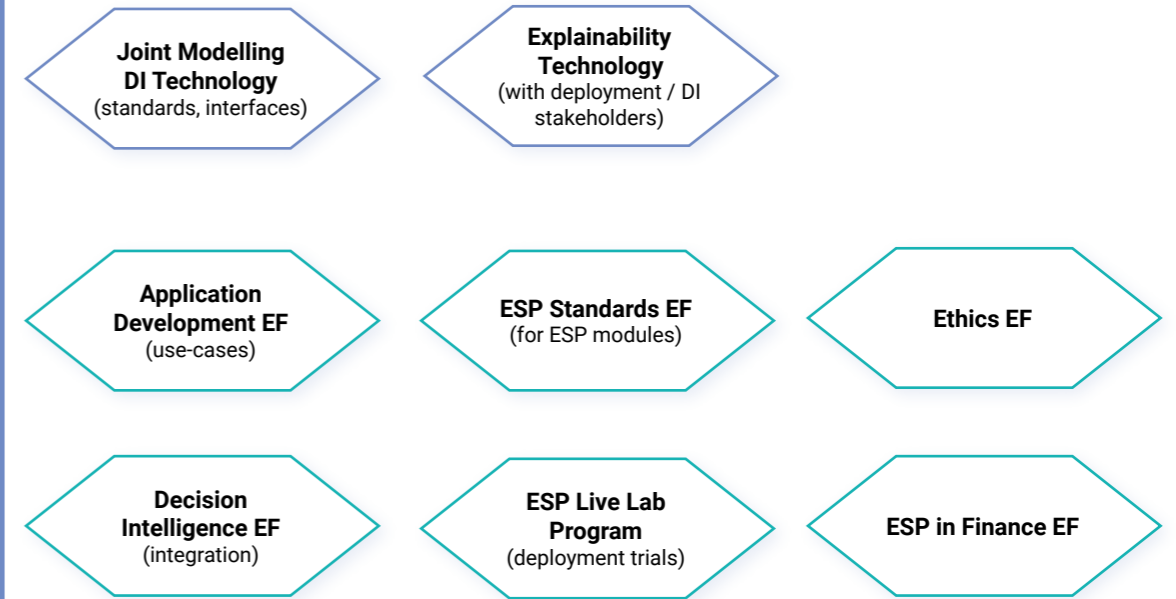 Joint Modelling
DI Technology
(standards, interfaces)
Explainability
Technology
(with deployment / DI
stakeholders)
Application
Development EF
(use-cases)
ESP Standards EF
(for ESP modules)
Ethics EF
Decision
Intelligence EF
(integration)
ESP Live Lab
Program
(deployment trials)
ESP in Finance EF